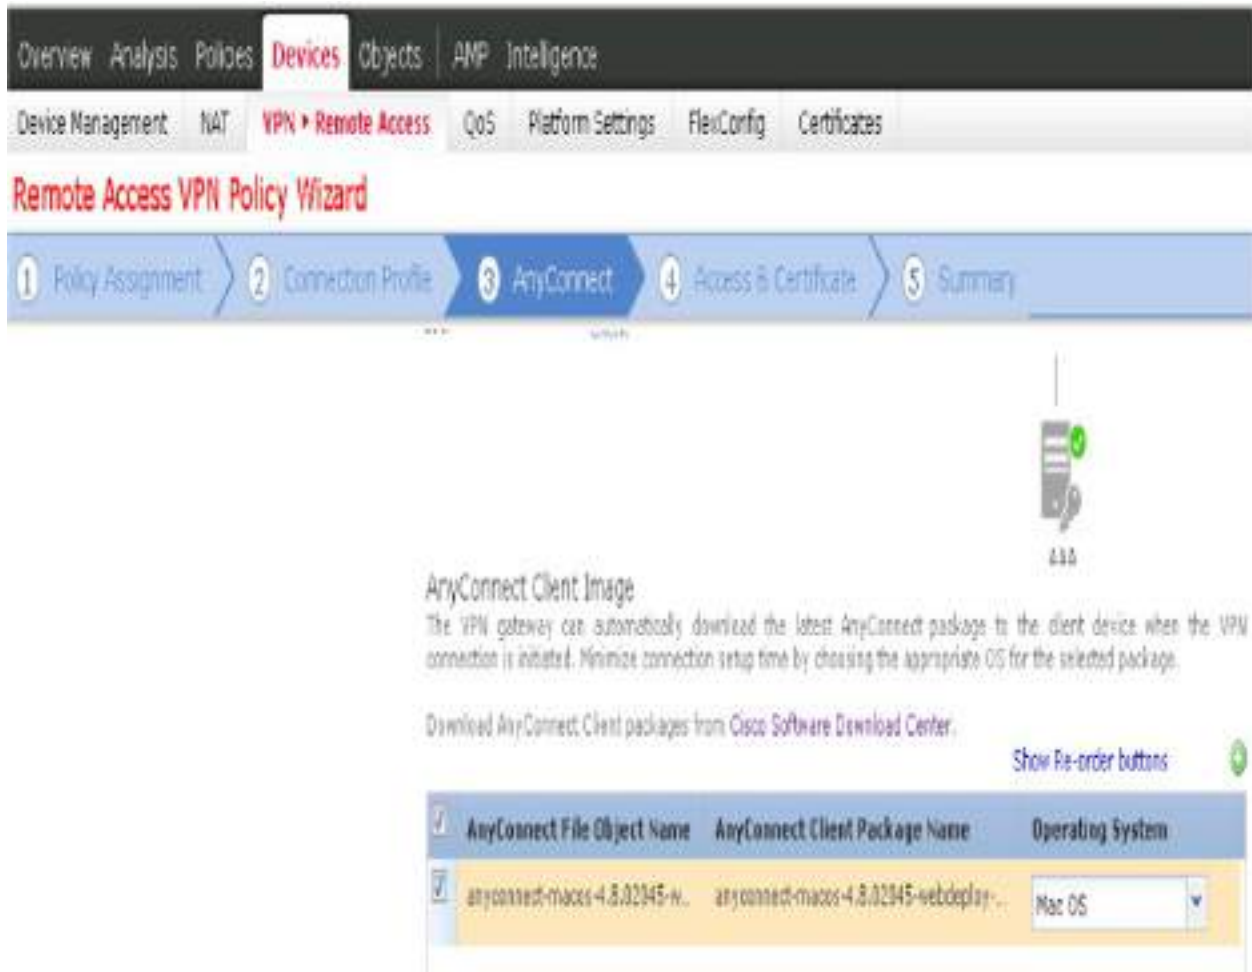 Overview Analysis Policies Devices Objects AMP Intelligence
Device Management NAT VPN ▸ Remote Access QoS Platform Settings FlexConfig Certificates
Remote Access VPN Policy Wizard
1 Policy Assignment 2 Connection Profile 3 AnyConnect 4 Access & Certificate 5 Summary
AAA
AnyConnect Client Image
The VPN gateway can automatically download the latest AnyConnect package to the client device when the VPN
connection is initiated. Minimize connection setup time by choosing the appropriate OS for the selected package.
Download AnyConnect Client packages from Cisco Software Download Center.
Show Re-order buttons
AnyConnect File Object Name AnyConnect Client Package Name Operating System
anyconnect-macos-4.8.02045-w... anyconnect-macos-4.8.02045-webdeploy-... Mac OS